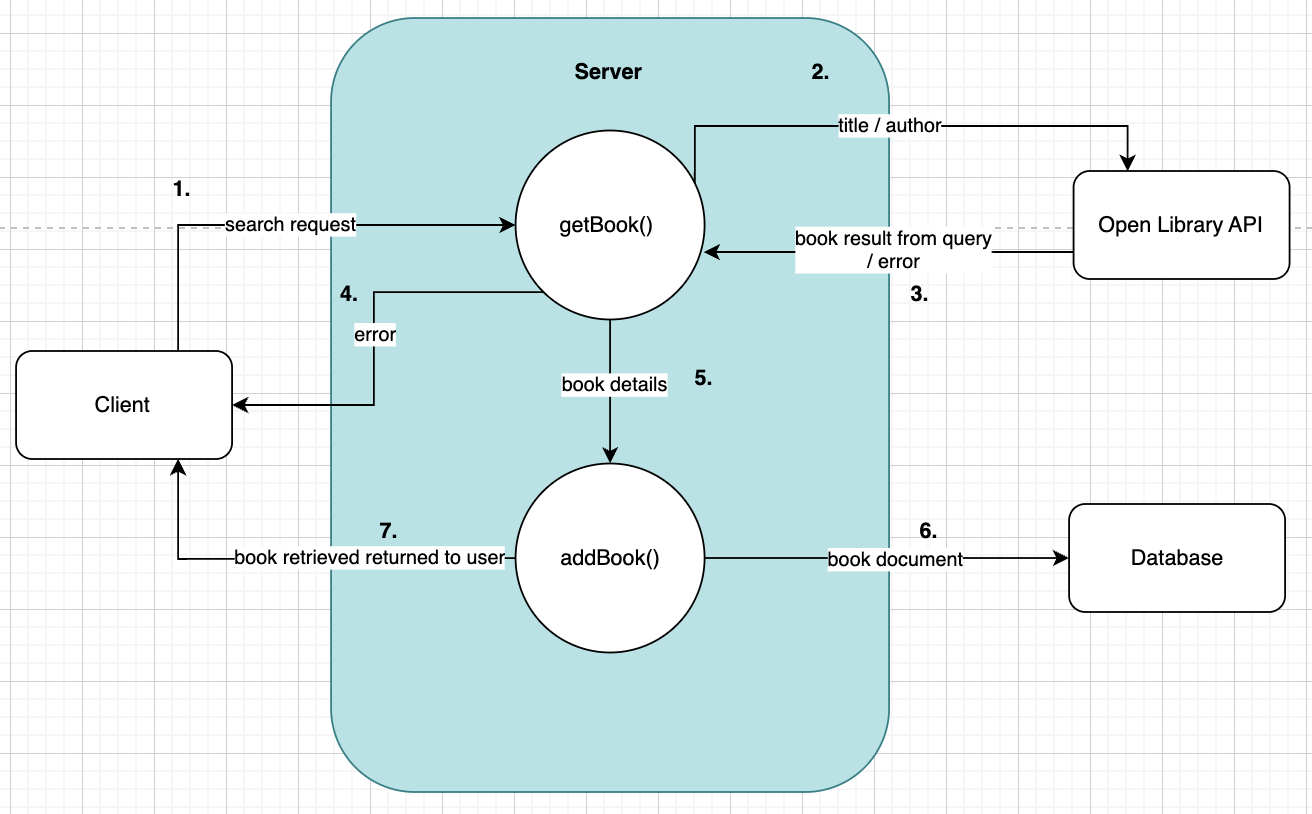 Server
2.
title / author
1.
search request
getBook()
Open Library API
book result from query
/ error
3.
4.
error
book details
5.
Client
7.
book retrieved returned to user
addBook()
6.
book document
Database